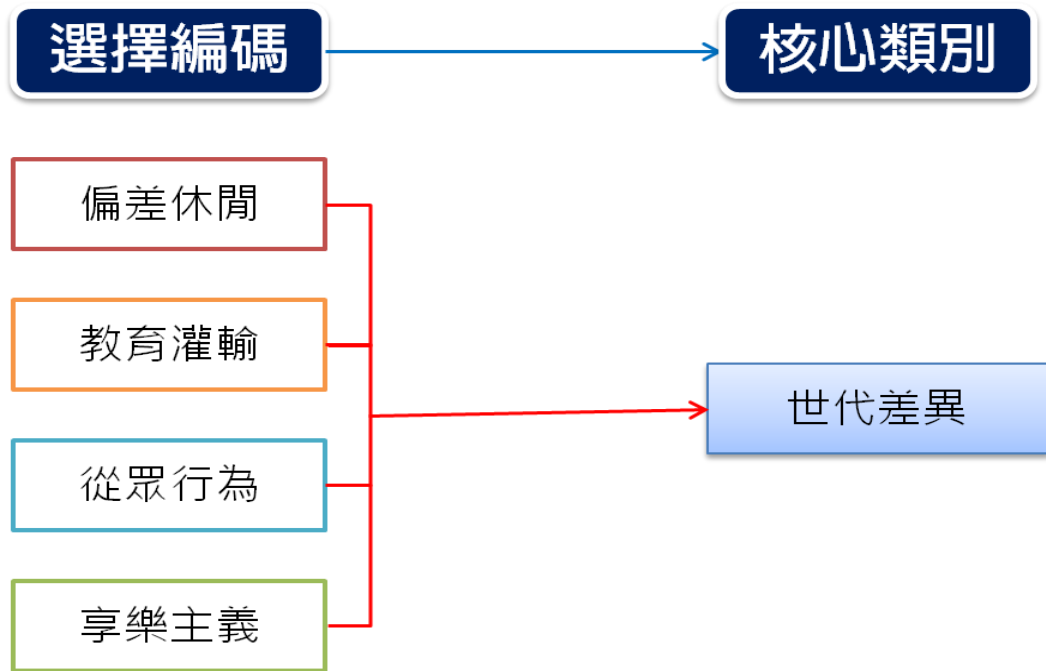 選擇編碼
核心類別
偏差休閒
教育灌輸
從眾行為
享樂主義
世代差異